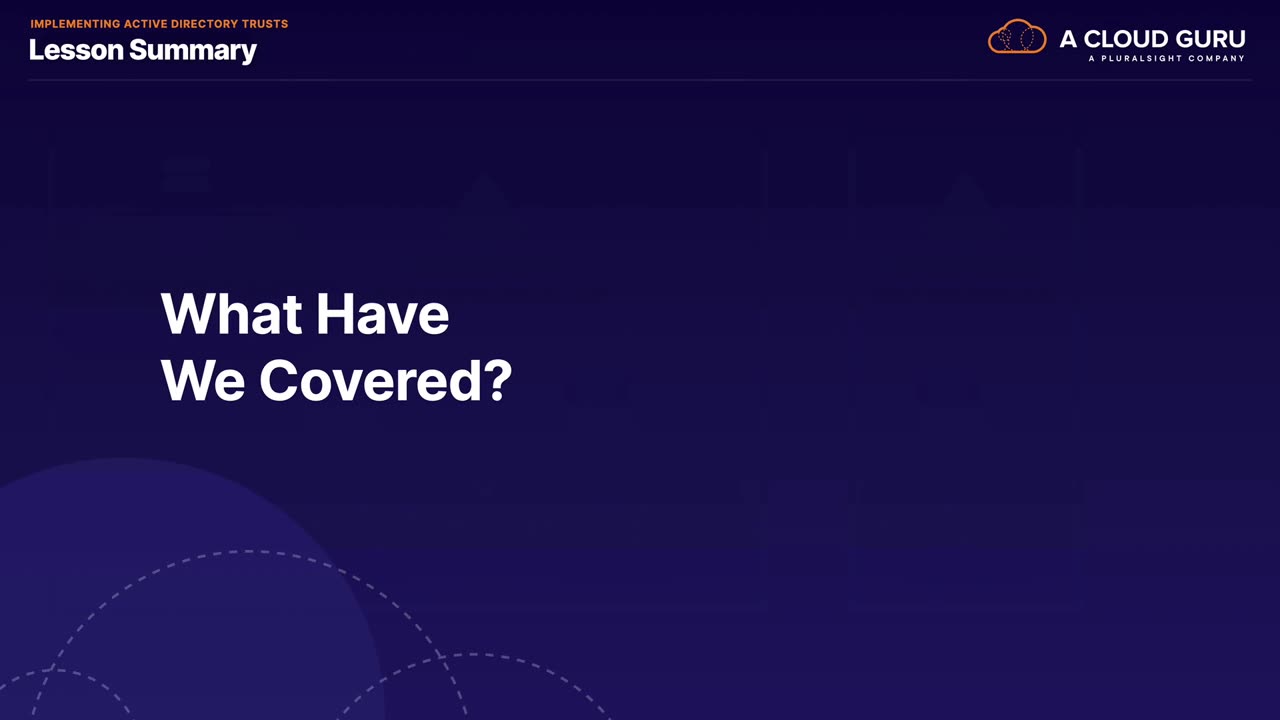 IMPLEMENTING ACTIVE DIRECTORY TRUSTS
Lesson Summary
A CLOUD GURU
A PLURALSIGHT COMPANY
What Have
We Covered?